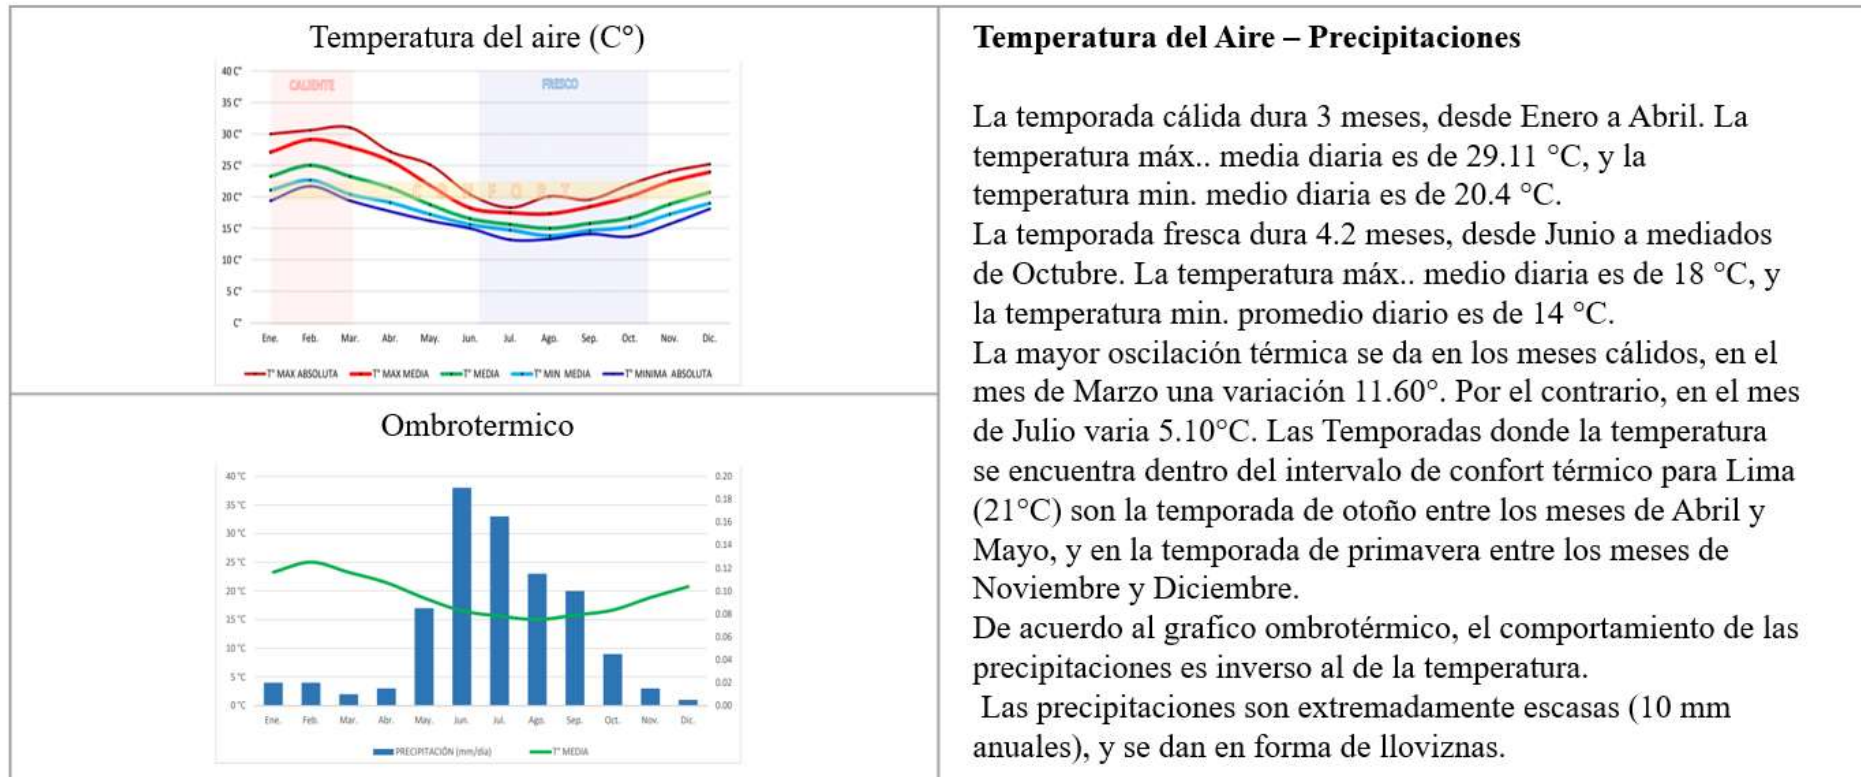 Temperatura del aire (C°)
40 C°
CALIENTE
FRESCO
35 C°
30 C°
25 C°
C O N F O R T
20 C°
15 C°
10 C°
5 C°
C°
Ene. Feb. Mar. Abr. May. Jun. Jul. Ago. Sep. Oct. Nov. Dic.
T° MAX ABSOLUTA T° MAX MEDIA T° MEDIA T° MIN MEDIA T° MINIMA ABSOLUTA
Ombrotermico
40 °C 0.20
35 °C 0.18
30 °C 0.16
25 °C 0.14
20 °C 0.12
15 °C 0.10
10 °C 0.08
5 °C 0.06
0 °C 0.04
0.02
0.00
Ene. Feb. Mar. Abr. May. Jun. Jul. Ago. Sep. Oct. Nov. Dic.
PRECIPITACIÓN (mm/día) T° MEDIA
Temperatura del Aire – Precipitaciones
La temporada cálida dura 3 meses, desde Enero a Abril. La
temperatura máx.. media diaria es de 29.11 °C, y la
temperatura min. medio diaria es de 20.4 °C.
La temporada fresca dura 4.2 meses, desde Junio a mediados
de Octubre. La temperatura máx.. medio diaria es de 18 °C, y
la temperatura min. promedio diario es de 14 °C.
La mayor oscilación térmica se da en los meses cálidos, en el
mes de Marzo una variación 11.60°. Por el contrario, en el mes
de Julio varia 5.10°C. Las Temporadas donde la temperatura
se encuentra dentro del intervalo de confort térmico para Lima
(21°C) son la temporada de otoño entre los meses de Abril y
Mayo, y en la temporada de primavera entre los meses de
Noviembre y Diciembre.
De acuerdo al grafico ombrotérmico, el comportamiento de las
precipitaciones es inverso al de la temperatura.
Las precipitaciones son extremadamente escasas (10 mm
anuales), y se dan en forma de lloviznas.